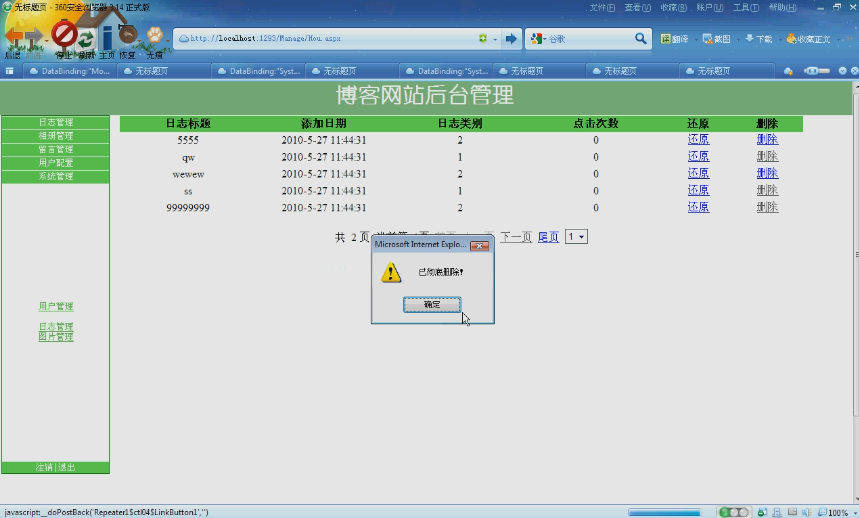 无标题页 - 360安全浏览器 3.14 正式版
文件(F) 查看(V) 收藏(B) 账户(U) 工具(T) 帮助(H)
后退 停止 刷新 主页 恢复 无痕
http://localhost:1293/Manage/Hou.aspx
谷歌
翻译 截图 下载 收藏正文
DataBinding:"Mo... 无标题页 DataBinding:"Syst... 无标题页 DataBinding:"Syst... 无标题页 无标题页 无标题页
博客网站后台管理
日志管理
相册管理
留言管理
用户配置
系统管理
用户管理
日志管理
图片管理
注销|退出
日志标题 添加日期 日志类别 点击次数 还原 删除
5555 2010-5-27 11:44:31 2 0 还原 删除
qw 2010-5-27 11:44:31 1 0 还原 删除
wewew 2010-5-27 11:44:31 2 0 还原 删除
ss 2010-5-27 11:44:31 1 0 还原 删除
99999999 2010-5-27 11:44:31 2 0 还原 删除
共 2 页 下一页 尾页 1
Microsoft Internet Explo...
已彻底删除!
确定
javascript:__doPostBack('Repeater1$ctl04$LinkButton1','')
100%